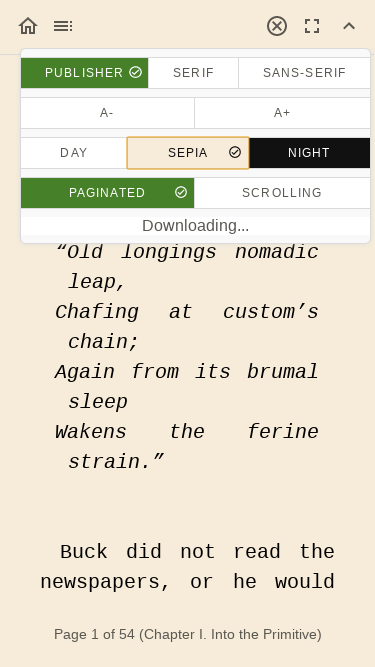 PUBLISHER SERIF SANS-SERIF
A- A+
DAY SEPIA NIGHT
PAGINATED SCROLLING
Downloading...
“Old longings nomadic
leap,
Chafing at custom’s
chain;
Again from its brumal
sleep
Wakens the ferine
strain.”
Buck did not read the
newspapers, or he would
Page 1 of 54 (Chapter I. Into the Primitive)